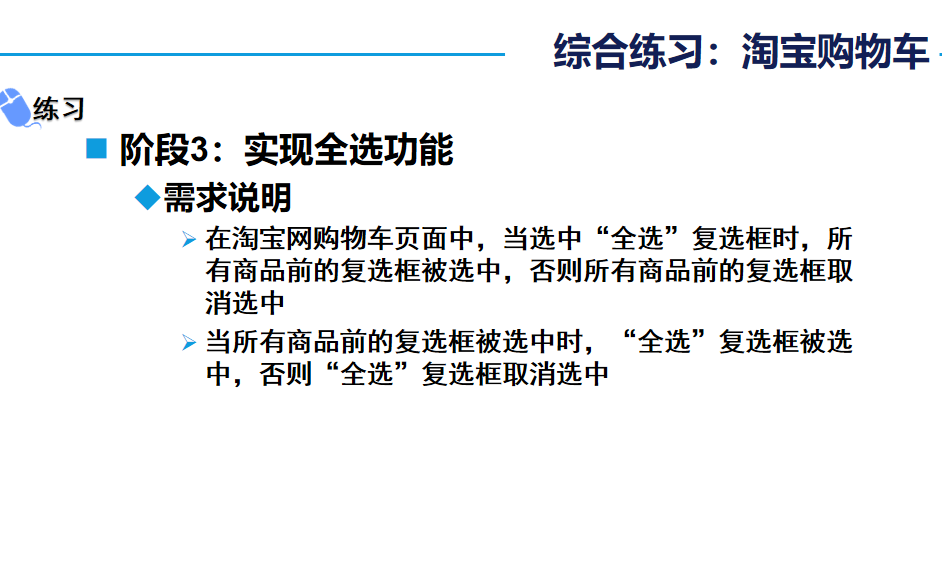 综合练习：淘宝购物车
练习
阶段3：实现全选功能
需求说明
在淘宝网购物车页面中，当选中“全选”复选框时，所
有商品前的复选框被选中，否则所有商品前的复选框取
消选中
当所有商品前的复选框被选中时，“全选”复选框被选
中，否则“全选”复选框取消选中